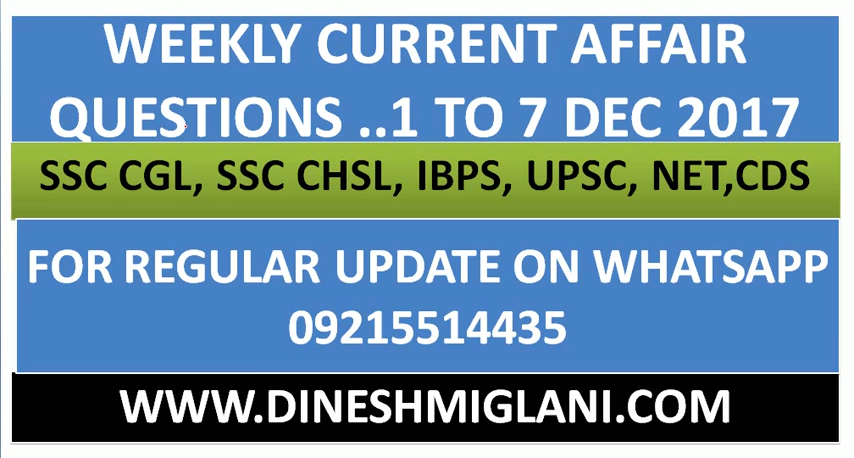 WEEKLY CURRENT AFFAIR
QUESTIONS ..1 TO 7 DEC 2017
SSC CGL, SSC CHSL, IBPS, UPSC, NET,CDS
FOR REGULAR UPDATE ON WHATSAPP
09215514435
WWW.DINESHMIGLANI.COM